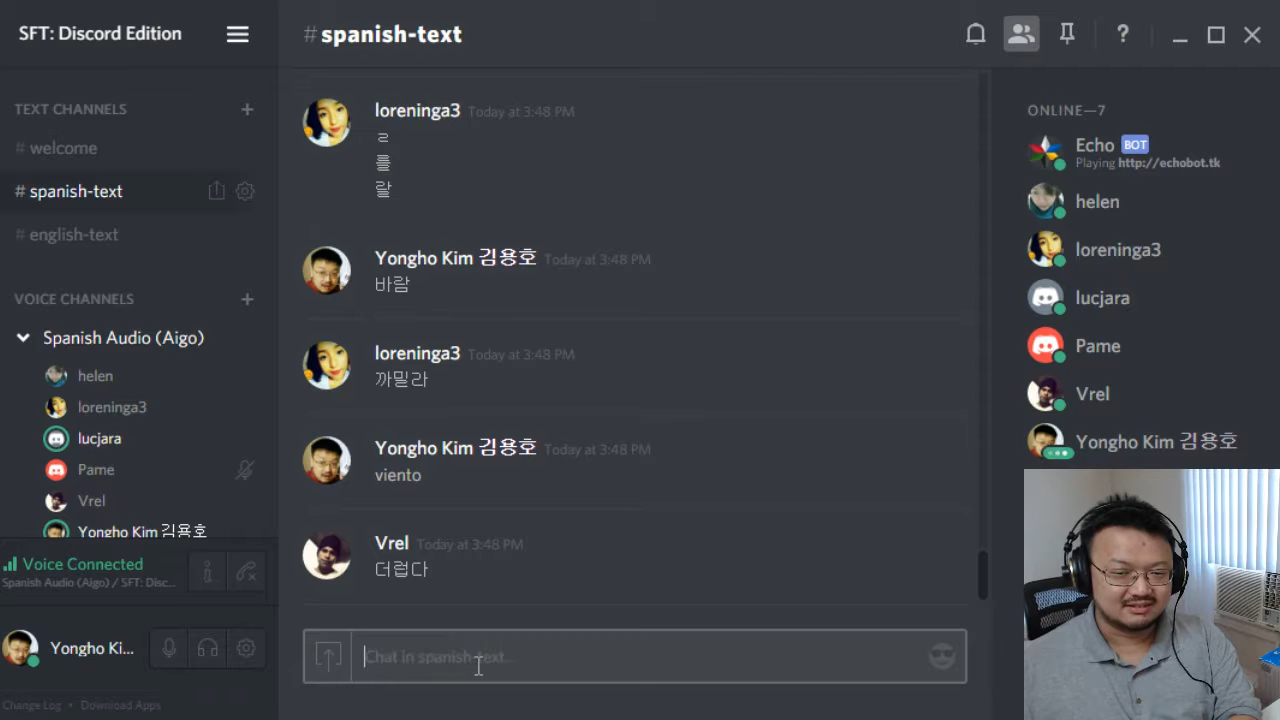 SFT: Discord Edition
TEXT CHANNELS
# welcome
# spanish-text
# english-text
VOICE CHANNELS
Spanish Audio (Aigo)
helen
loreninga3
lucjara
Pame
Vrel
Yongho Kim 김용호
Voice Connected
Spanish Audio (Aigo) / SFT: Disc...
Yongho Ki...
Change Log • Download Apps
# spanish-text
loreninga3 Today at 3:48 PM
ㄹ
를
랄
Yongho Kim 김용호 Today at 3:48 PM
바람
loreninga3 Today at 3:48 PM
까밀라
Yongho Kim 김용호 Today at 3:48 PM
viento
Vrel Today at 3:48 PM
더럽다
Chat in spanish-text...
ONLINE—7
Echo BOT
Playing http://echobot.tk
helen
loreninga3
lucjara
Pame
Vrel
Yongho Kim 김용호